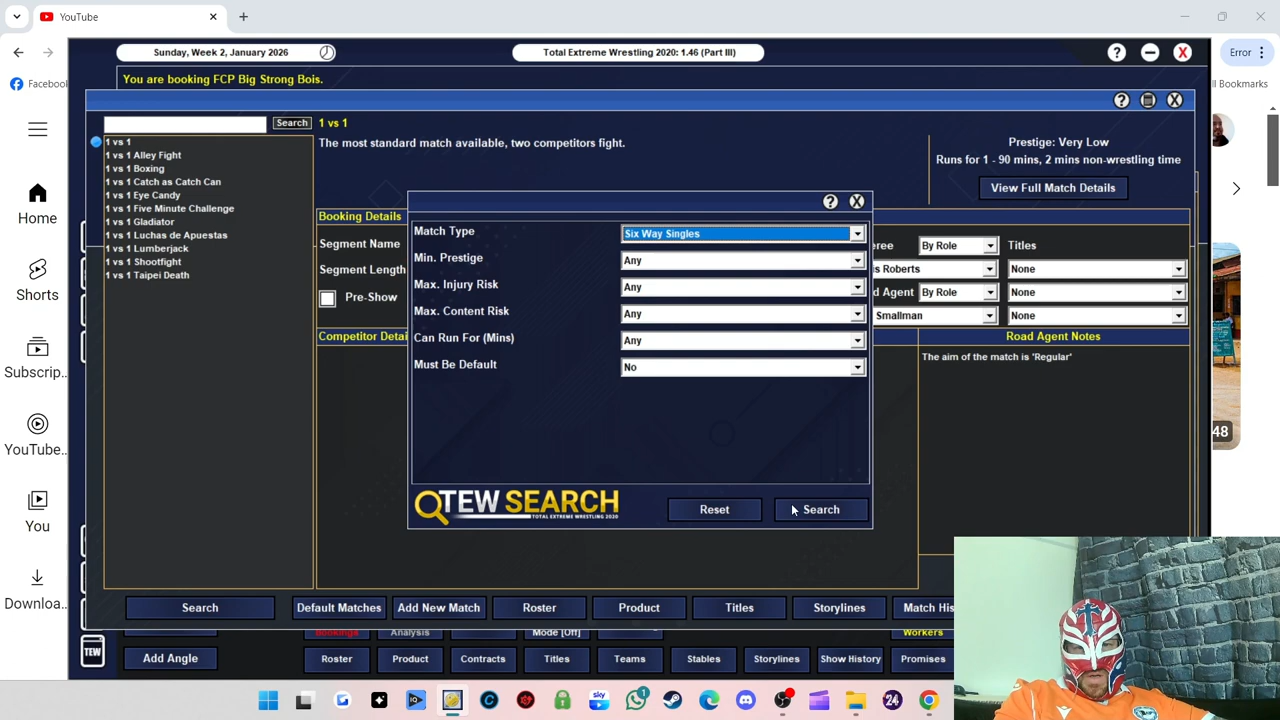 YouTube
Sunday, Week 2, January 2026
Total Extreme Wrestling 2020: 1.46 (Part III)
Error
You are booking FCP Big Strong Bois.
Facebook
ll Bookmarks
Search
1 vs 1
1 vs 1
1 vs 1 Alley Fight
1 vs 1 Boxing
1 vs 1 Catch as Catch Can
1 vs 1 Eye Candy
1 vs 1 Five Minute Challenge
1 vs 1 Gladiator
1 vs 1 Luchas de Apuestas
1 vs 1 Lumberjack
1 vs 1 Shootfight
1 vs 1 Taipei Death
The most standard match available, two competitors fight.
Prestige: Very Low
Runs for 1 - 90 mins, 2 mins non-wrestling time
View Full Match Details
Home
Shorts
Subscrip...
YouTube...
You
Downloa...
Booking Details
Segment Name
Segment Length
Pre-Show
Competitor Detai
Match Type
Six Way Singles
Min. Prestige
Any
Max. Injury Risk
Any
Max. Content Risk
Any
Can Run For (Mins)
Any
Must Be Default
No
TEW SEARCH
TOTAL EXTREME WRESTLING 2020
Reset
Search
eree
By Role
Titles
is Roberts
None
d Agent
By Role
None
Smallman
None
Road Agent Notes
The aim of the match is 'Regular'
48
Search
Default Matches
Add New Match
Roster
Product
Titles
Storylines
Match His
Bookings
Analysis
Mode [Off]
Workers
TEW
Add Angle
Roster
Product
Contracts
Titles
Teams
Stables
Storylines
Show History
Promises
sky
1
24